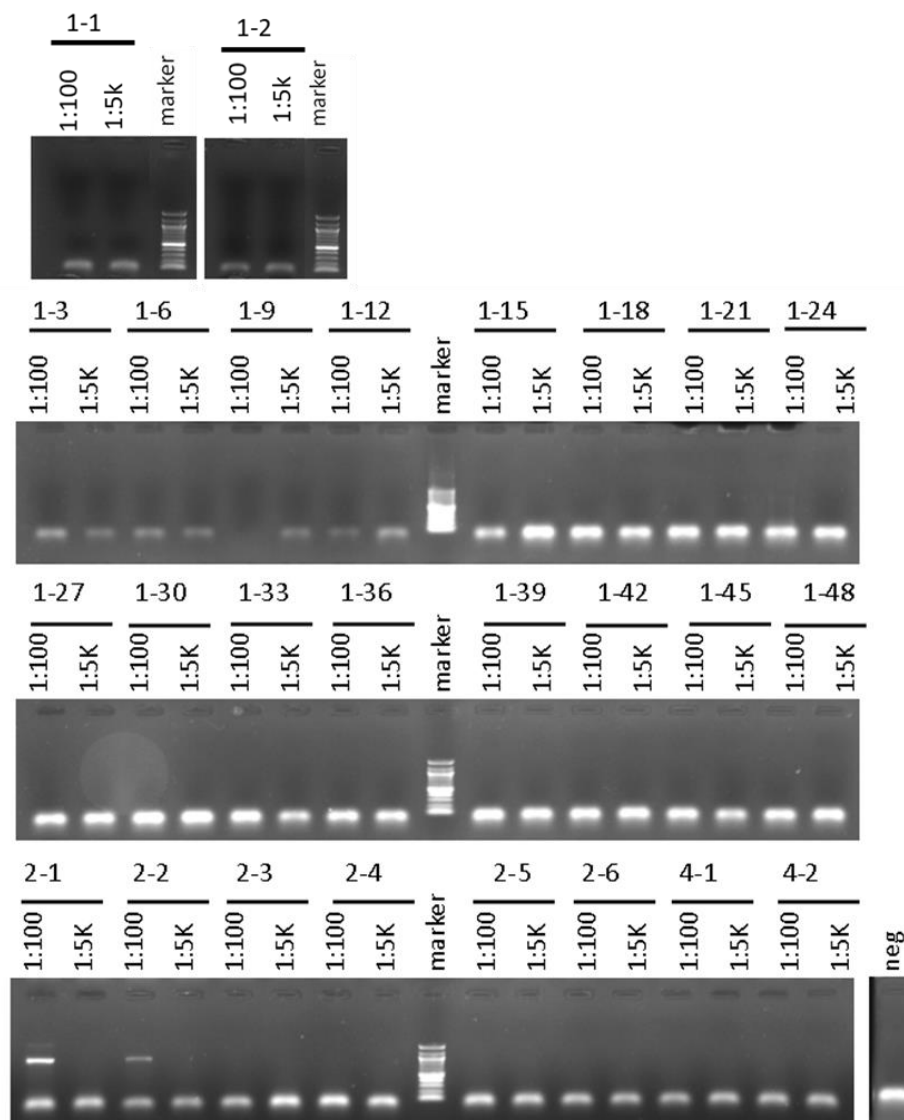 1-1 1-2
1:100 1:5k marker 1:100 1:5k marker
1-3 1-6 1-9 1-12 1-15 1-18 1-21 1-24
1:100 1:5K 1:100 1:5K 1:100 1:5K 1:100 1:5K marker 1:100 1:5K 1:100 1:5K 1:100 1:5K 1:100 1:5K
1-27 1-30 1-33 1-36 1-39 1-42 1-45 1-48
1:100 1:5K 1:100 1:5K 1:100 1:5K 1:100 1:5K marker 1:100 1:5K 1:100 1:5K 1:100 1:5K 1:100 1:5K
2-1 2-2 2-3 2-4 2-5 2-6 4-1 4-2
1:100 1:5K 1:100 1:5K 1:100 1:5K 1:100 1:5K marker 1:100 1:5K 1:100 1:5K 1:100 1:5K 1:100 1:5K neg